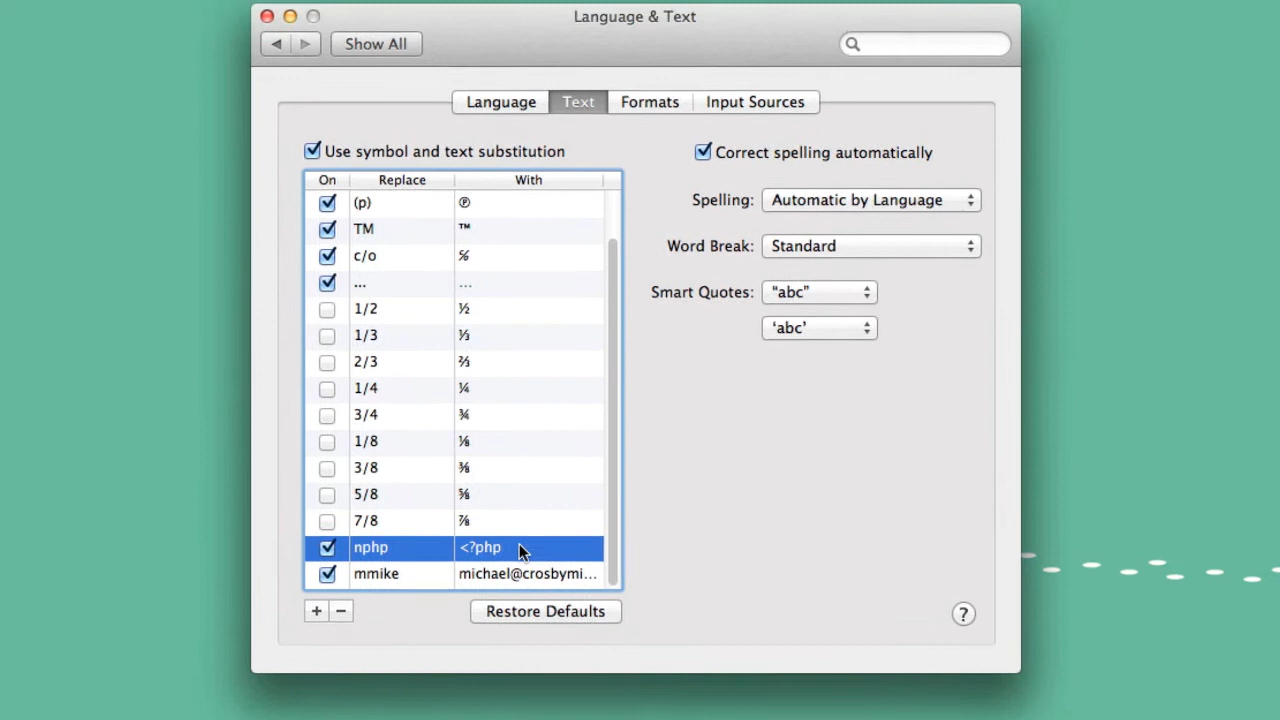 Language & Text
Show All
Language Text Formats Input Sources
Use symbol and text substitution
On Replace With
(p) ℗
TM ™
c/o ℅
... …
1/2 ½
1/3 ⅓
2/3 ⅔
1/4 ¼
3/4 ¾
1/8 ⅛
3/8 ⅜
5/8 ⅝
7/8 ⅞
nphp <?php
mmike michael@crosbymi...
+ − Restore Defaults
Correct spelling automatically
Spelling: Automatic by Language
Word Break: Standard
Smart Quotes: “abc”
‘abc’
?